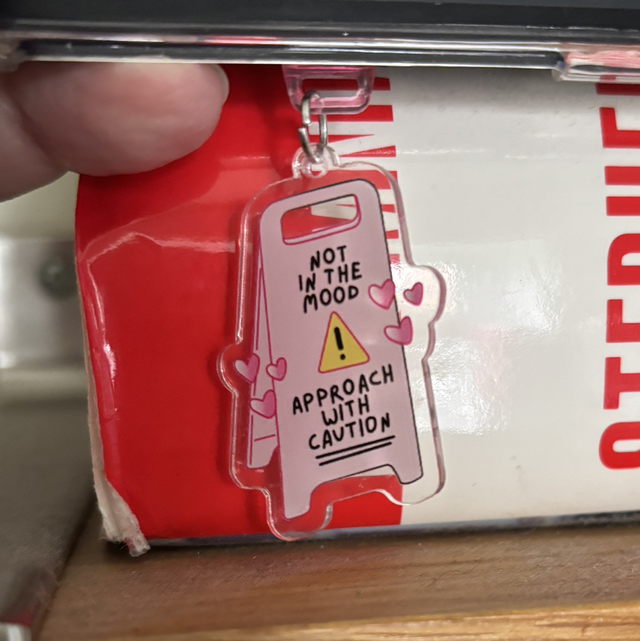 NOT
IN THE
MOOD
!
APPROACH
WITH
CAUTION